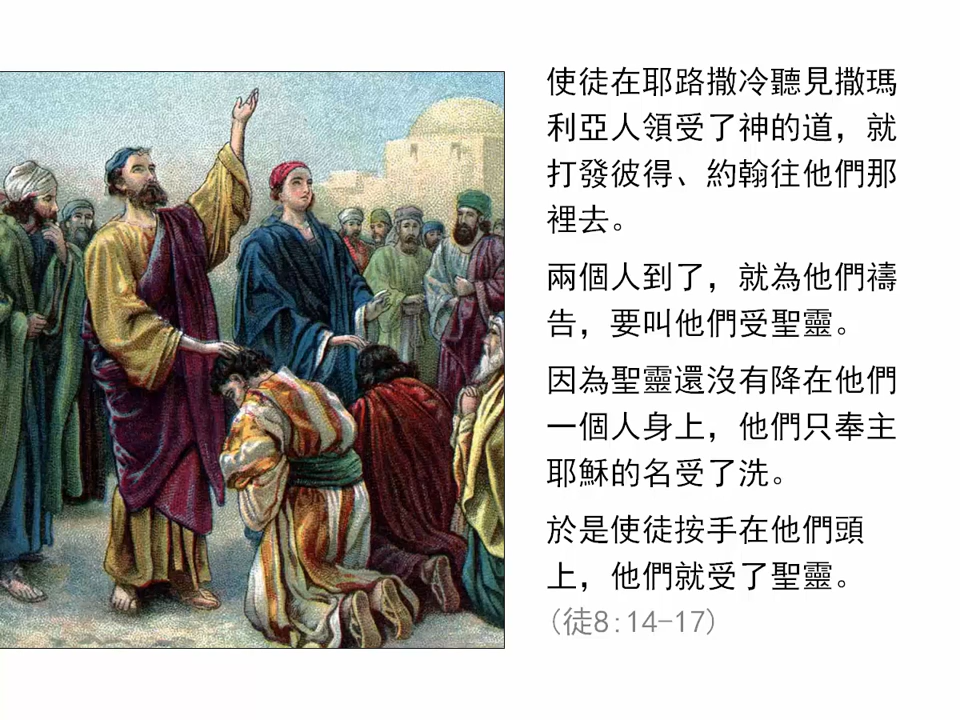 使徒在耶路撒冷聽見撒瑪
利亞人領受了神的道，就
打發彼得、約翰往他們那
裡去。
兩個人到了，就為他們禱
告，要叫他們受聖靈。
因為聖靈還沒有降在他們
一個人身上，他們只奉主
耶穌的名受了洗。
於是使徒按手在他們頭
上，他們就受了聖靈。
(徒8:14-17)